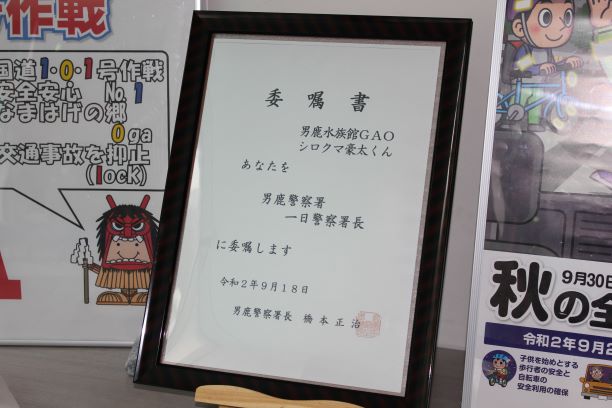 作戦
国道1・0・1号作戦
安全安心 No.1
なまはげの郷
Oga
交通事故を抑止
(lock)
委嘱書
男鹿水族館GAO
シロクマ豪太くん
あなたを
男鹿警察署
一日警察署長
に委嘱します
令和2年9月18日
男鹿警察署長 橋本正治
9月30日
秋の全
令和2年9月2
子供を始めとする
歩行者の安全と
自転車の
安全利用の確保